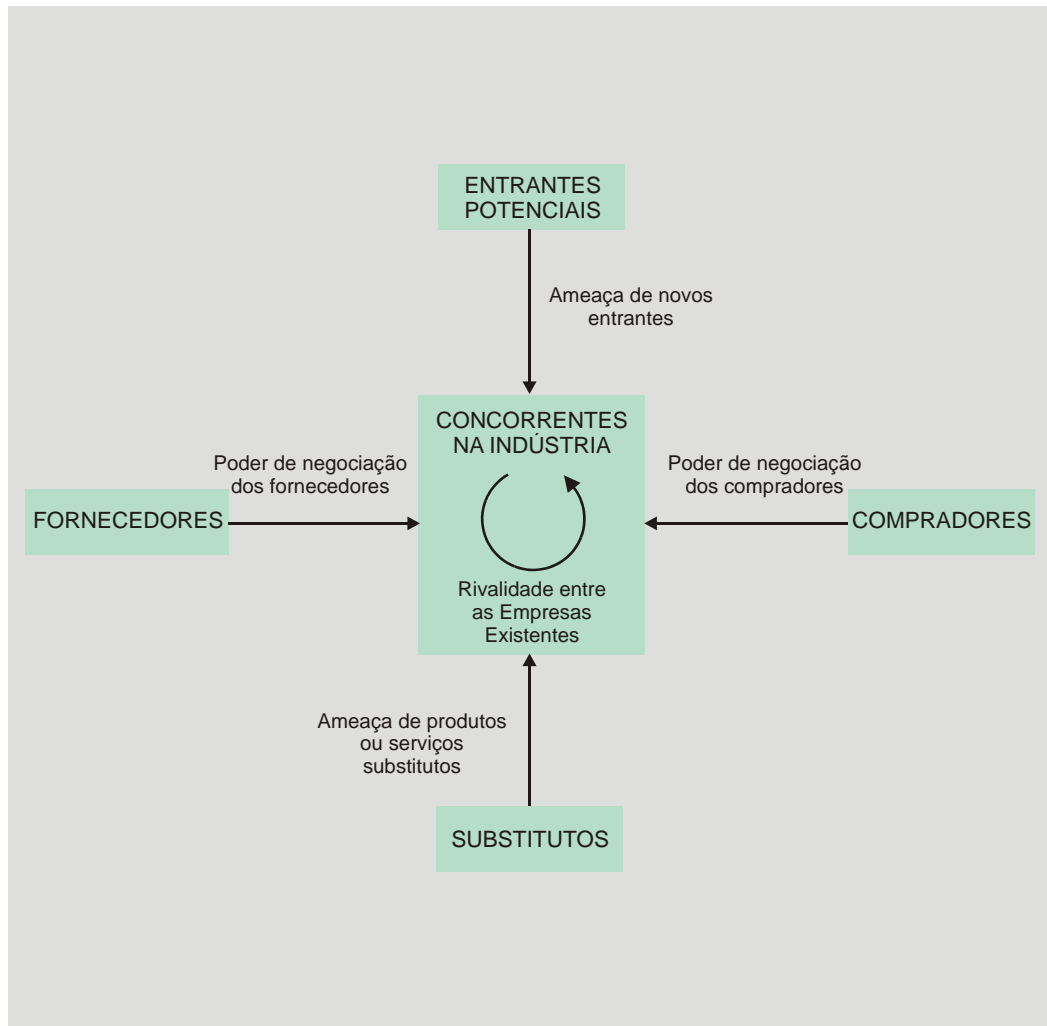 ENTRANTES
POTENCIAIS
Ameaça de novos
entrantes
CONCORRENTES
NA INDÚSTRIA
Poder de negociação
dos fornecedores
Poder de negociação
dos compradores
FORNECEDORES
COMPRADORES
Rivalidade entre
as Empresas
Existentes
Ameaça de produtos
ou serviços
substitutos
SUBSTITUTOS